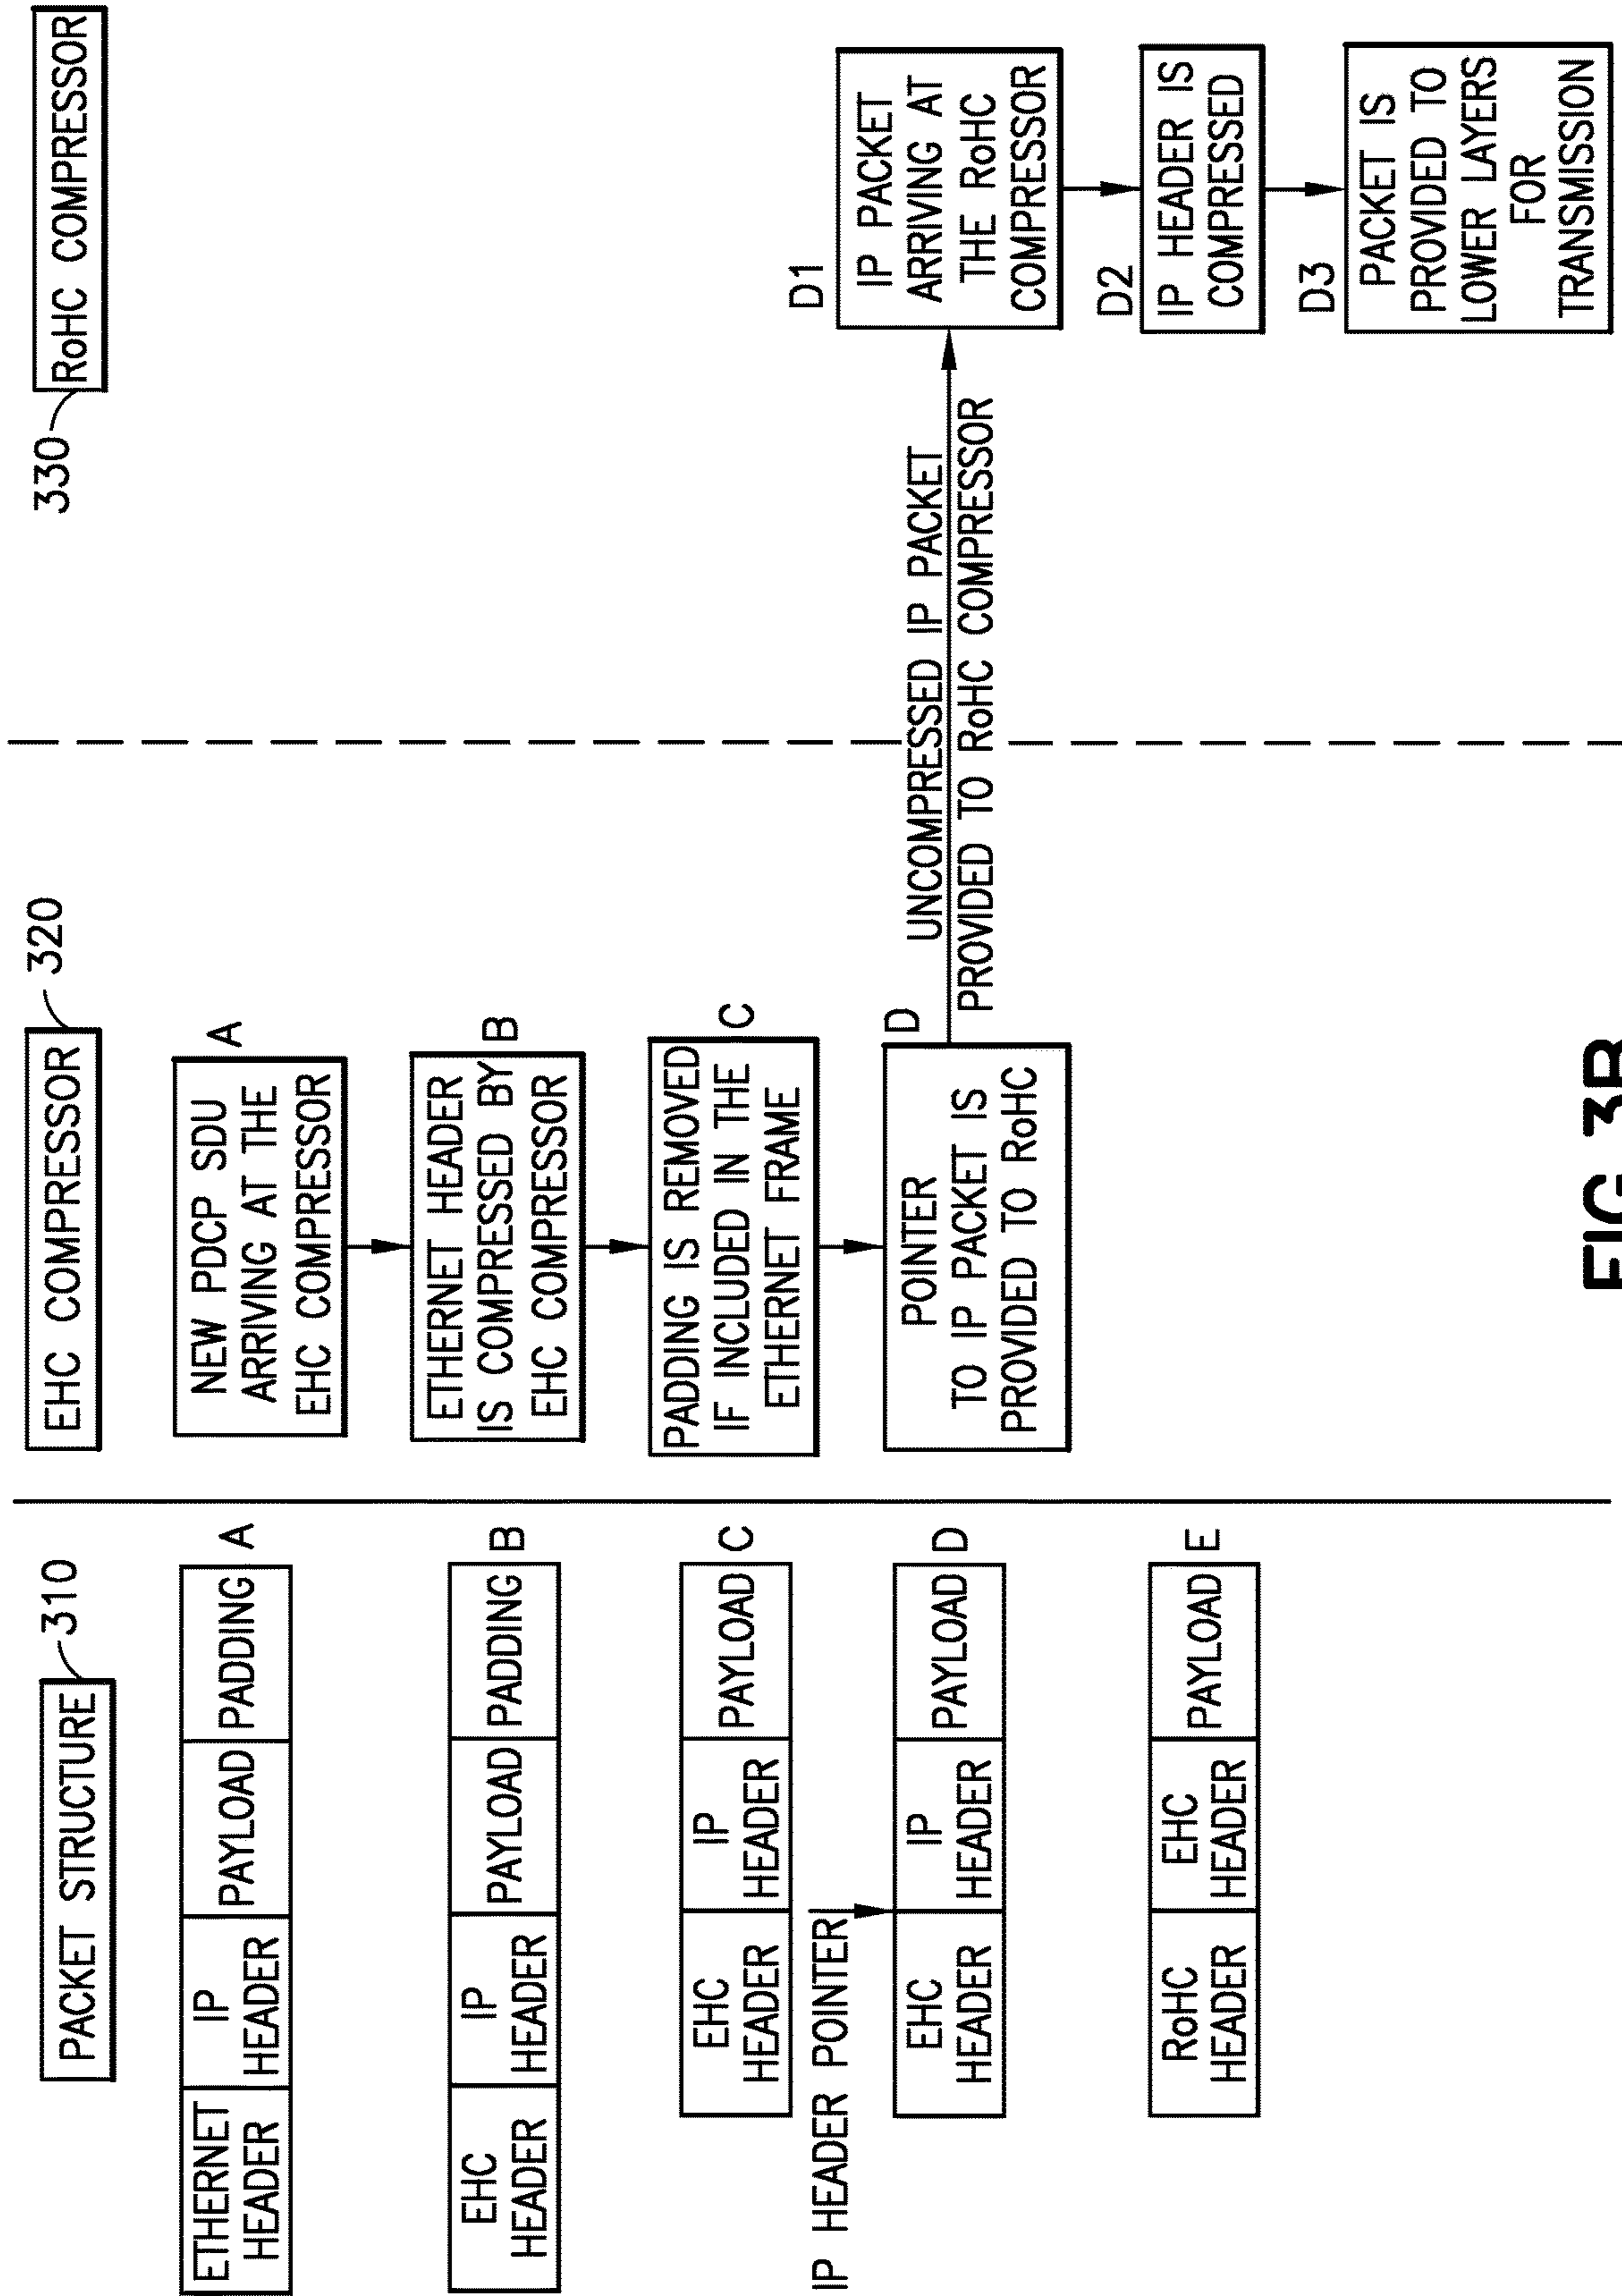 PACKET STRUCTURE
310
ETHERNET
HEADER
IP
HEADER
PAYLOAD
PADDING
A
EHC
HEADER
IP
HEADER
PAYLOAD
PADDING
B
EHC
HEADER
IP
HEADER
PAYLOAD
C
IP HEADER POINTER
EHC
HEADER
IP
HEADER
PAYLOAD
D
RoHC
HEADER
EHC
HEADER
PAYLOAD
E
EHC COMPRESSOR
320
NEW PDCP SDU
ARRIVING AT THE
EHC COMPRESSOR
A
ETHERNET HEADER
IS COMPRESSED BY
EHC COMPRESSOR
B
PADDING IS REMOVED
IF INCLUDED IN THE
ETHERNET FRAME
C
POINTER
TO IP PACKET IS
PROVIDED TO RoHC
D
UNCOMPRESSED IP PACKET
PROVIDED TO RoHC COMPRESSOR
330
RoHC COMPRESSOR
D1
IP PACKET
ARRIVING AT
THE RoHC
COMPRESSOR
D2
IP HEADER IS
COMPRESSED
D3
PACKET IS
PROVIDED TO
LOWER LAYERS
FOR
TRANSMISSION
FIG.3B